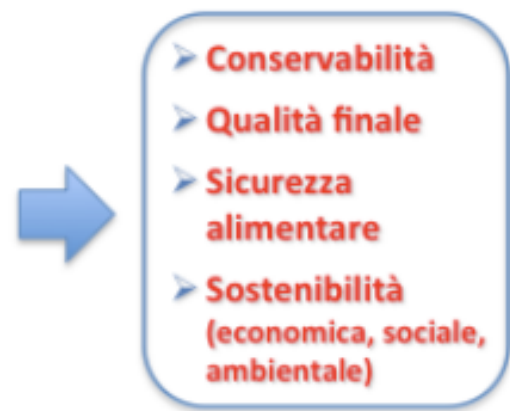 Conservabilità
Qualità finale
Sicurezza
alimentare
Sostenibilità
(economica, sociale,
ambientale)